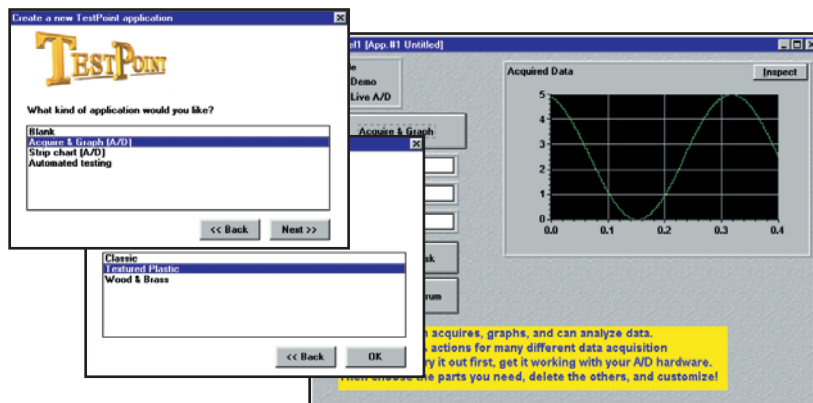 Create a new TestPoint application
TESTPOINT
What kind of application would you like?
Blank
Acquire & Graph [A/D]
Strip chart [A/D]
Automated testing
<< Back
Next >>
Classic
Textured Plastic
Wood & Brass
<< Back
OK
[App.#1 Untitled]
Demo
Live A/D
Acquire & Graph
Acquired Data
Inspect
5
4
3
2
1
0
0.0 0.1 0.2 0.3 0.4
acquires, graphs, and can analyze data.
actions for many different data acquisition
it out first, get it working with your A/D hardware.
Then choose the parts you need, delete the others, and customize!